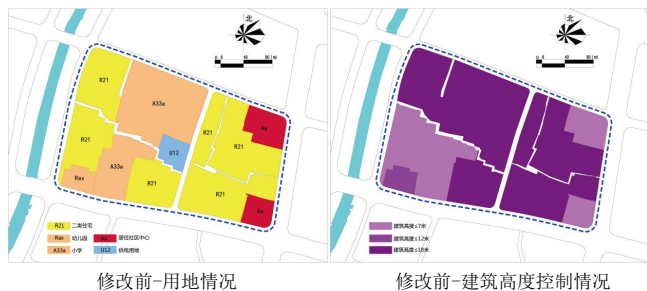 北
0 40 80(m)
R21
A33a
R21
Aa
R21
R21
U12
A33a
Rax
R21
R21
Aa
R21 二类住宅
Rax 幼儿园
Aa 居住社区中心
A33a 小学
U12 供电用地
修改前-用地情况
北
0 40 80(m)
建筑高度≤7米
建筑高度≤12米
建筑高度≤18米
修改前-建筑高度控制情况